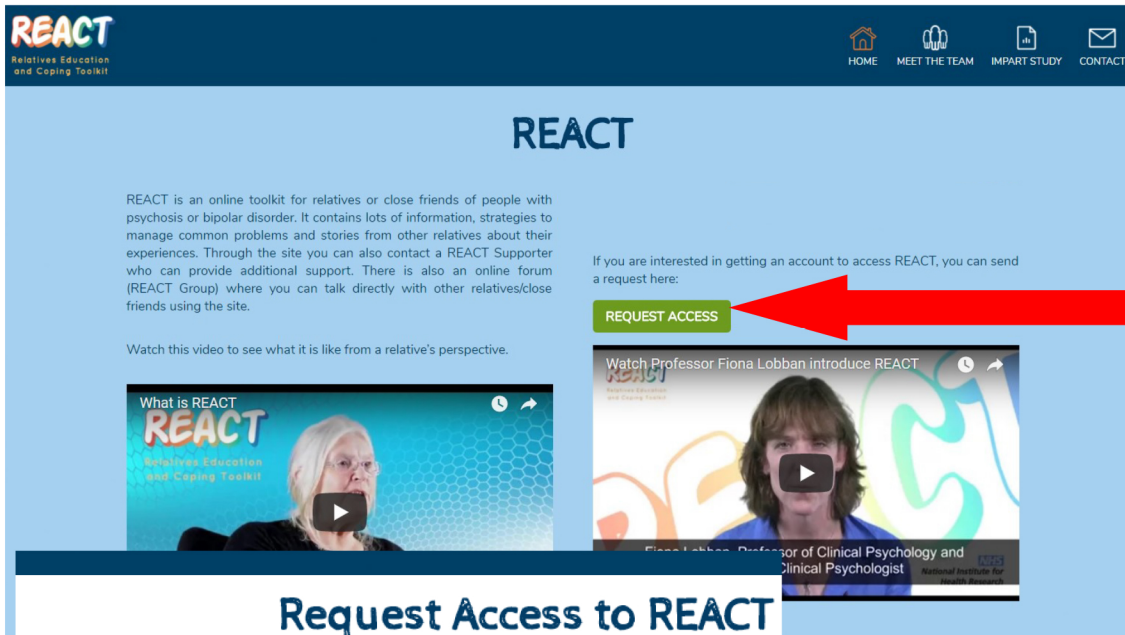 REACT
Relatives Education
and Coping Toolkit
HOME
MEET THE TEAM
IMPART STUDY
CONTACT
REACT
REACT is an online toolkit for relatives or close friends of people with
psychosis or bipolar disorder. It contains lots of information, strategies to
manage common problems and stories from other relatives about their
experiences. Through the site you can also contact a REACT Supporter
who can provide additional support. There is also an online forum
(REACT Group) where you can talk directly with other relatives/close
friends using the site.
Watch this video to see what it is like from a relative's perspective.
What is REACT
REACT
Relatives Education
and Coping Toolkit
If you are interested in getting an account to access REACT, you can send
a request here:
REQUEST ACCESS
Watch Professor Fiona Lobban introduce REACT
REACT
Relatives Education
and Coping Toolkit
Fiona Lobban, Professor of Clinical Psychology and
Clinical Psychologist
NHS
National Institute for
Health Research
Request Access to REACT